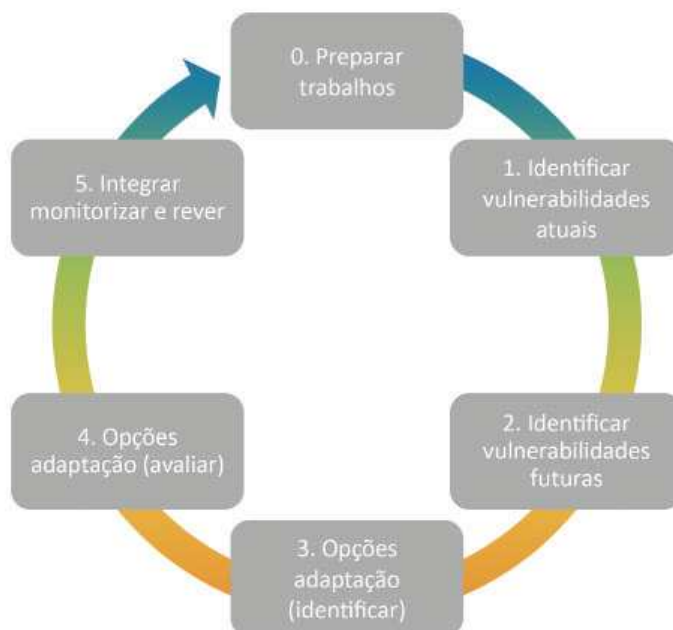 0. Preparar
trabalhos
1. Identificar
vulnerabilidades
atuais
2. Identificar
vulnerabilidades
futuras
3. Opções
adaptação
(identificar)
4. Opções
adaptação (avaliar)
5. Integrar
monitorizar e rever